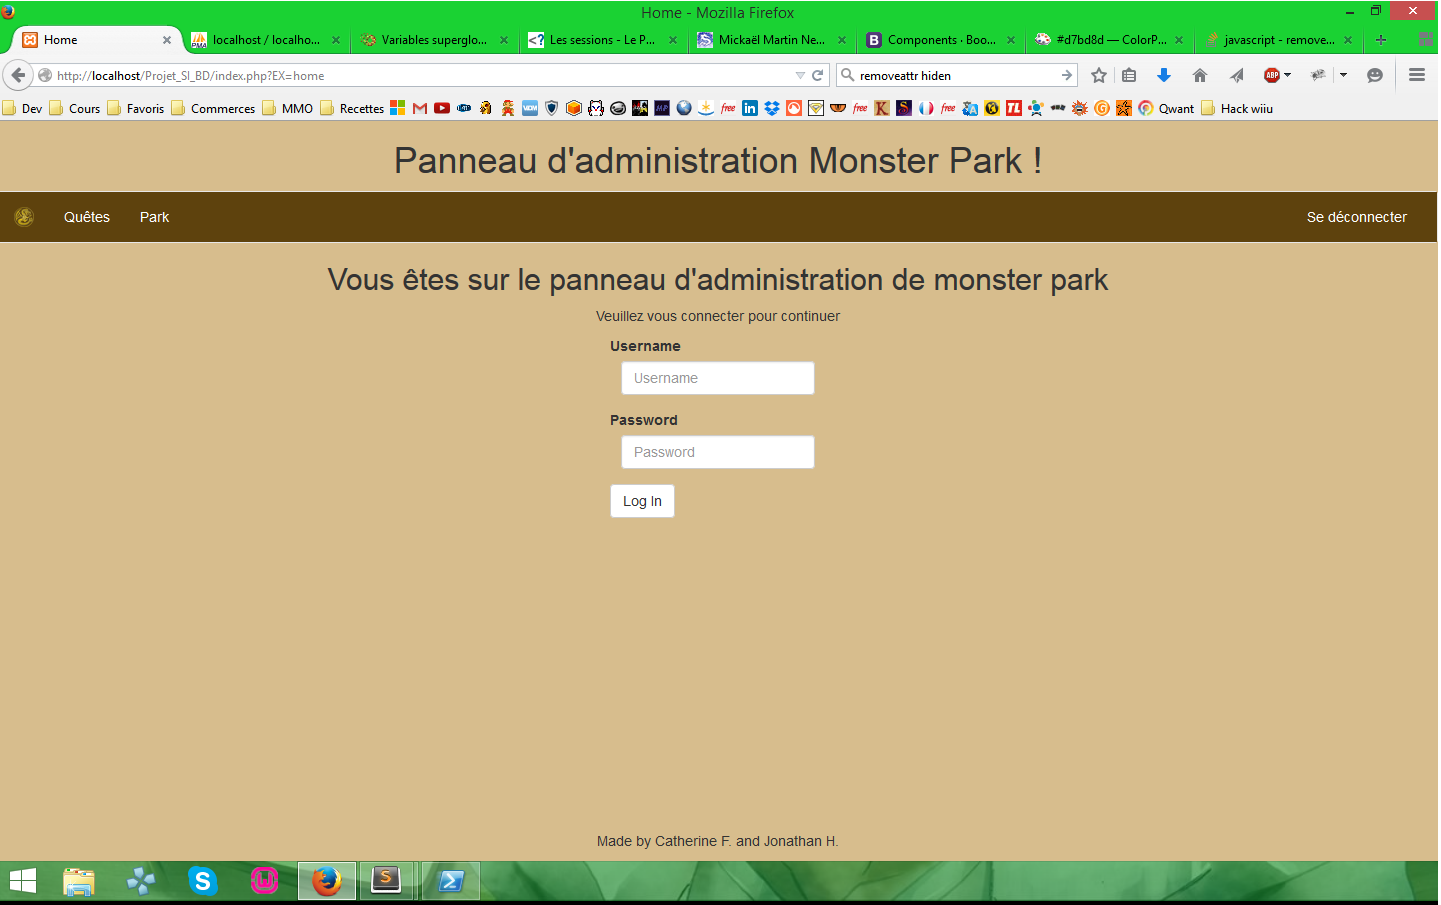 Home - Mozilla Firefox
Home
localhost / localho...
Variables superglo...
Les sessions - Le P...
Mickaël Martin Ne...
Components · Boo...
#d7bd8d — ColorP...
javascript - remove...
http://localhost/Projet_SI_BD/index.php?EX=home
removeattr hiden
Dev Cours Favoris Commerces MMO Recettes Qwant Hack wiiu
Panneau d'administration Monster Park !
Quêtes Park Se déconnecter
Vous êtes sur le panneau d'administration de monster park
Veuillez vous connecter pour continuer
Username
Username
Password
Password
Log In
Made by Catherine F. and Jonathan H.